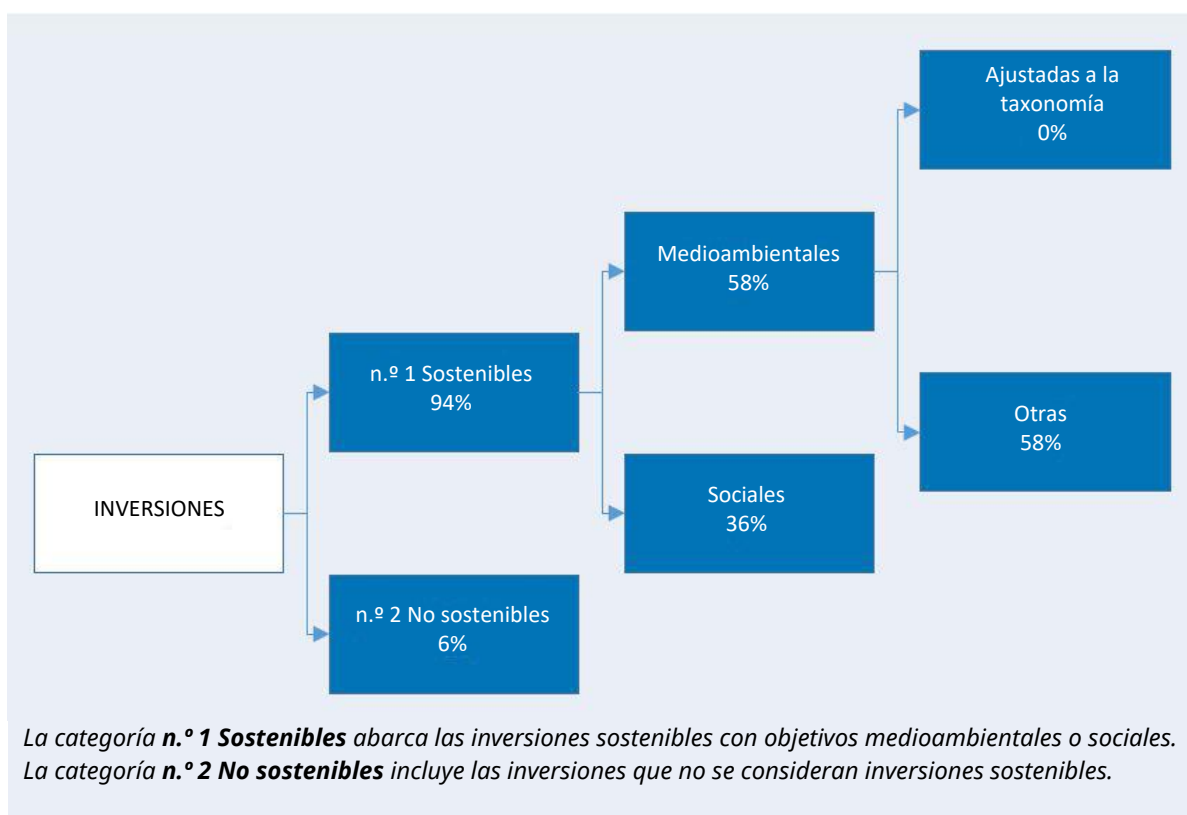 Ajustadas a la
taxonomía
0%
Medioambientales
58%
n.º 1 Sostenibles
94%
Otras
58%
INVERSIONES
Sociales
36%
n.º 2 No sostenibles
6%
La categoría n.º 1 Sostenibles abarca las inversiones sostenibles con objetivos medioambientales o sociales.
La categoría n.º 2 No sostenibles incluye las inversiones que no se consideran inversiones sostenibles.